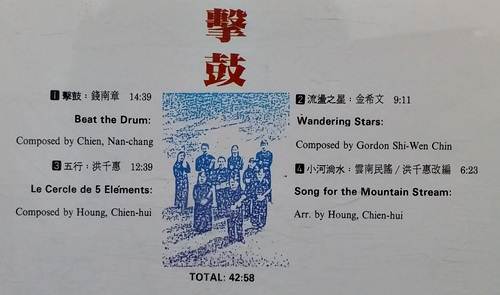 擊鼓
1 擊鼓：錢南章 14:39
Beat the Drum:
Composed by Chien, Nan-chang
3 五行：洪千惠 12:39
Le Cercle de 5 Eléments:
Composed by Houng, Chien-hui
2 流盪之星：金希文 9:11
Wandering Stars:
Composed by Gordon Shi-Wen Chin
4 小河淌水：雲南民謠/洪千惠改編 6:23
Song for the Mountain Stream:
Arr. by Houng, Chien-hui
TOTAL: 42:58